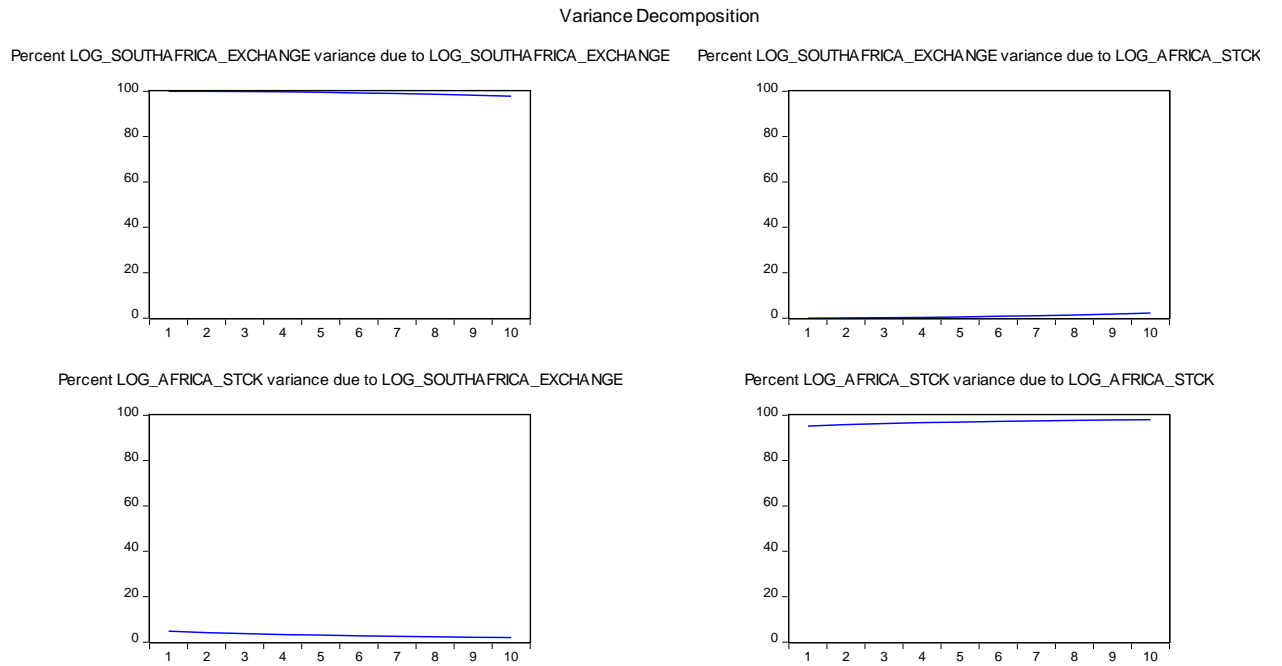 Variance Decomposition
Percent LOG_SOUTHAFRICA_EXCHANGE variance due to LOG_SOUTHAFRICA_EXCHANGE
100
80
60
40
20
0
1 2 3 4 5 6 7 8 9 10
Percent LOG_SOUTHAFRICA_EXCHANGE variance due to LOG_AFRICA_STCK
100
80
60
40
20
0
1 2 3 4 5 6 7 8 9 10
Percent LOG_AFRICA_STCK variance due to LOG_SOUTHAFRICA_EXCHANGE
100
80
60
40
20
0
1 2 3 4 5 6 7 8 9 10
Percent LOG_AFRICA_STCK variance due to LOG_AFRICA_STCK
100
80
60
40
20
0
1 2 3 4 5 6 7 8 9 10